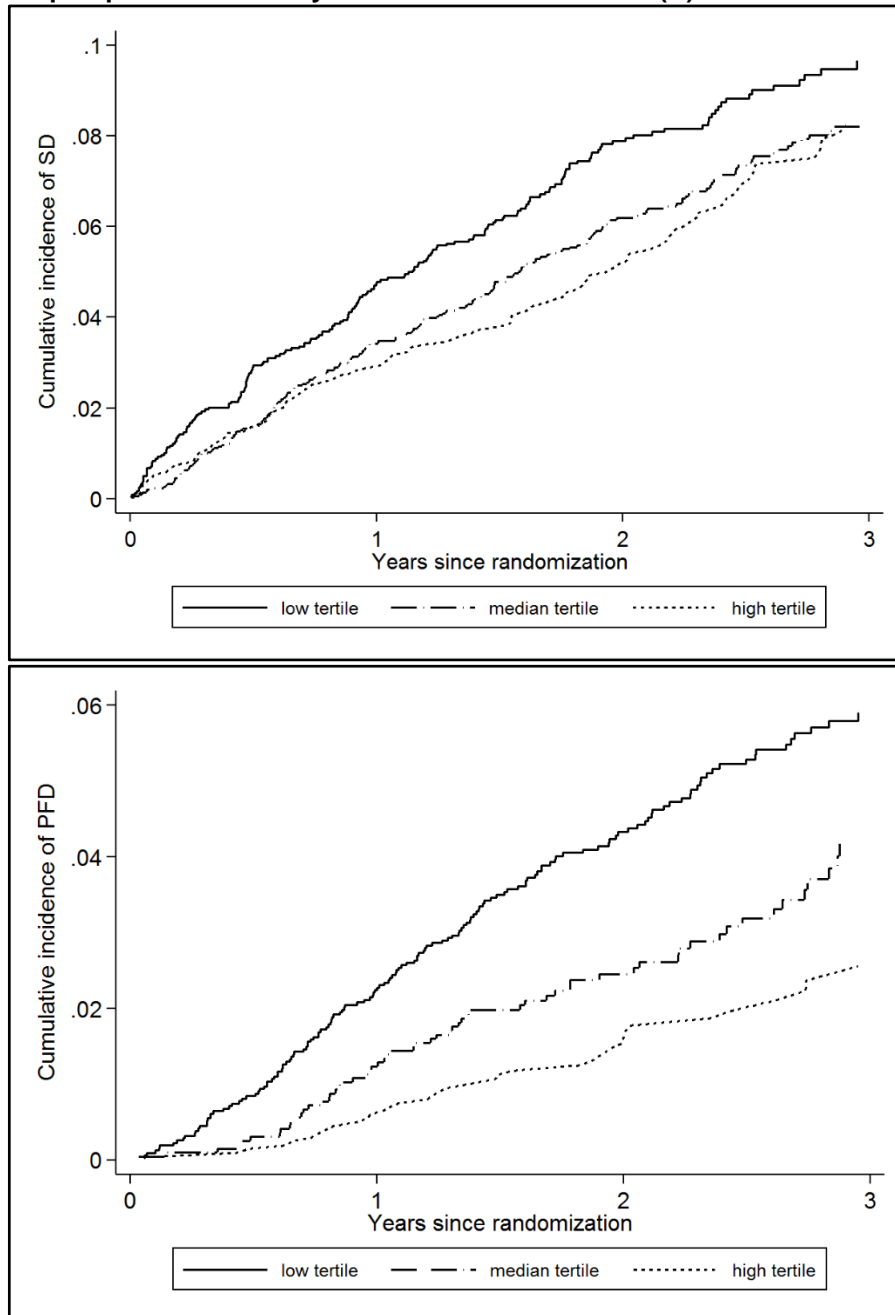 .1
.08
.06
.04
.02
0
Cumulative incidence of SD
0 1 2 3
Years since randomization
low tertile median tertile high tertile
.06
.04
.02
0
Cumulative incidence of PFD
0 1 2 3
Years since randomization
low tertile median tertile high tertile